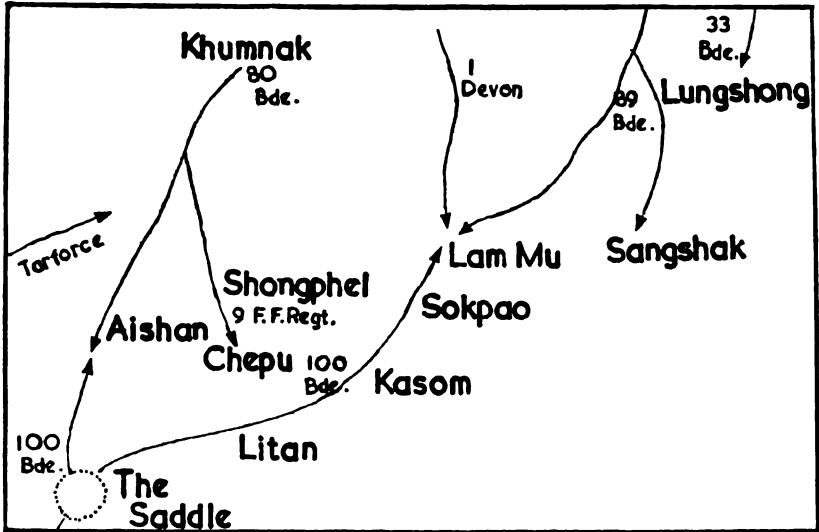 Khumnak
80
Bde.
1
Devon
33
Bde.
89
Bde.
Lungshong
Tarforce
Lam Mu
Sangshak
Shongphel
9 F.F.Regt.
Sokpao
Aishan
Chepu
100
Bde.
Kasom
Litan
100
Bde.
The
Saddle